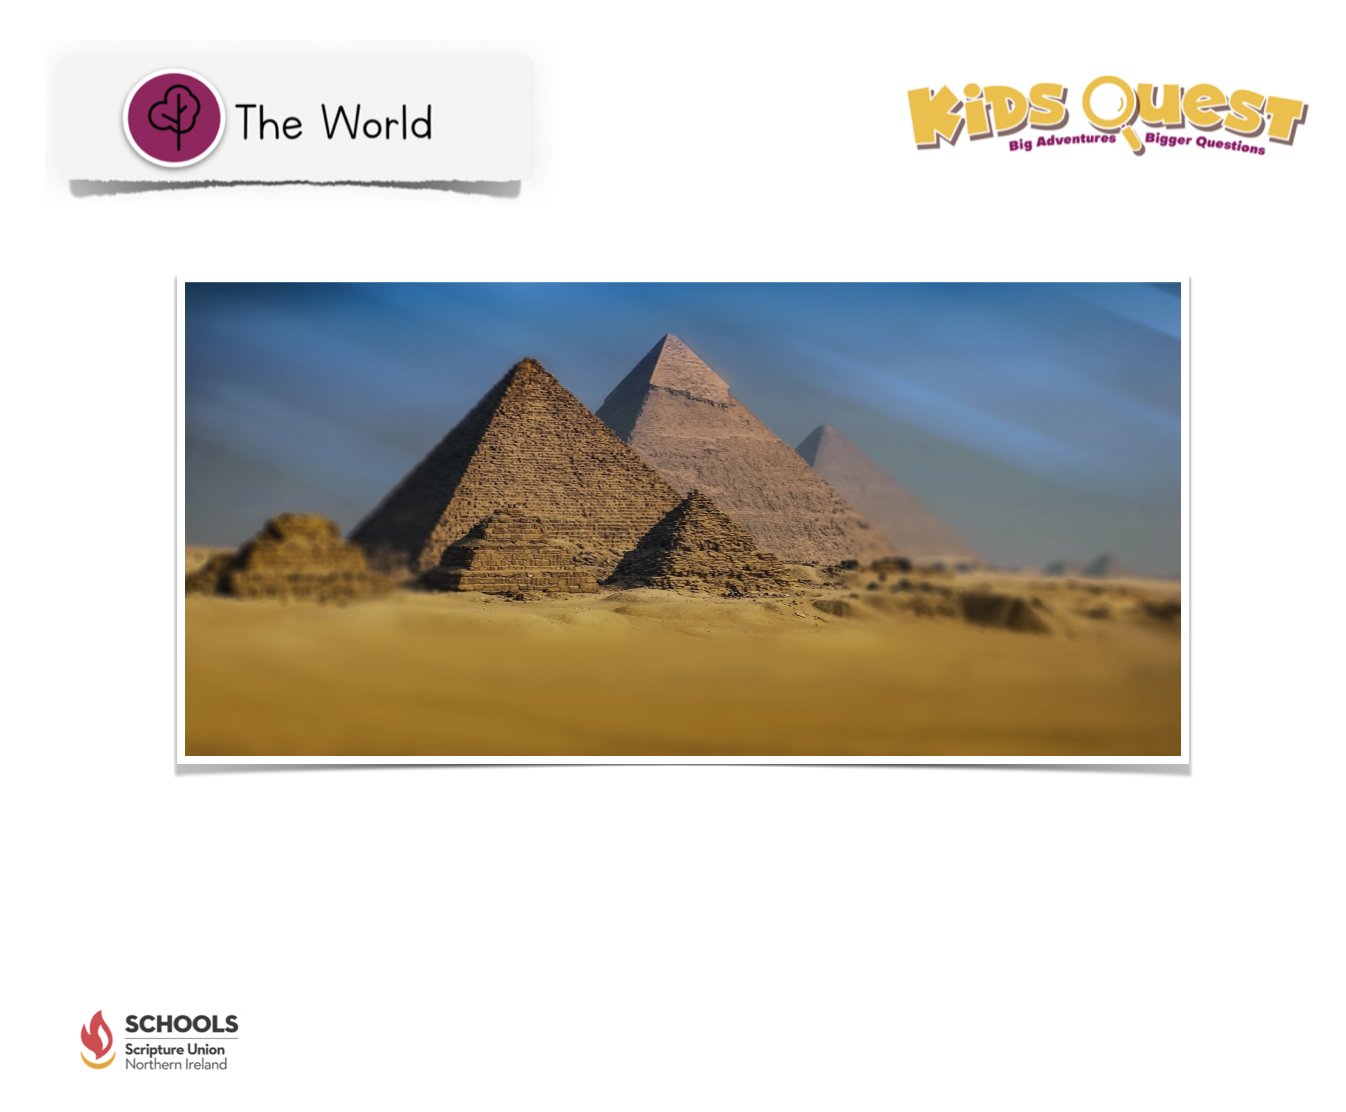 The World
KiDS QUEST
Big Adventures Bigger Questions
SCHOOLS
Scripture Union
Northern Ireland